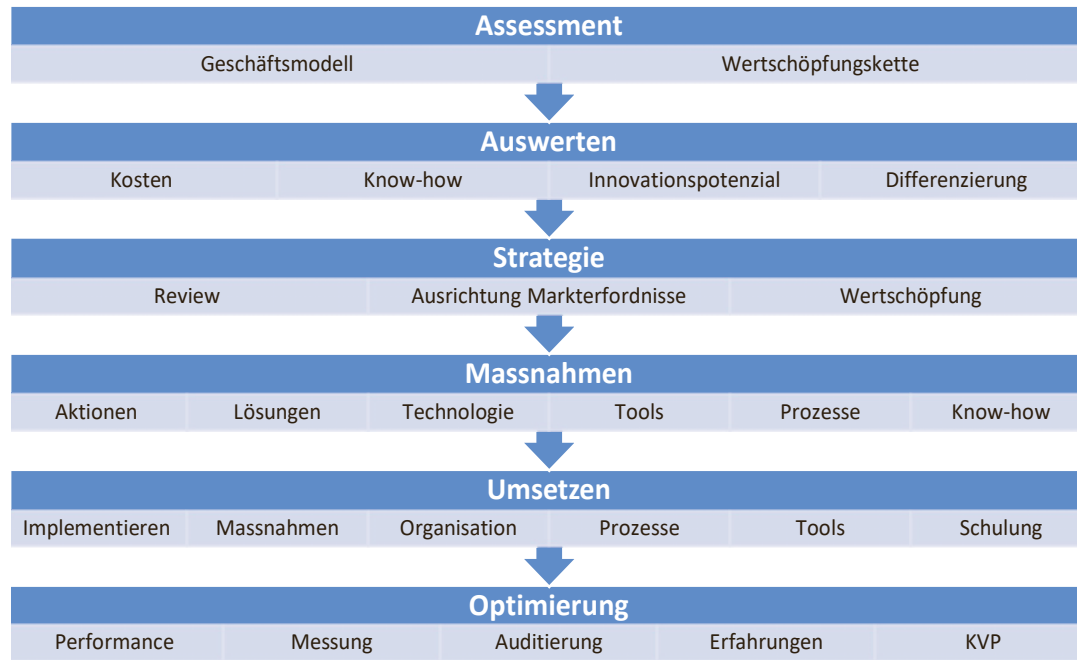 Assessment
Geschäftsmodell Wertschöpfungskette
Auswerten
Kosten Know-how Innovationspotenzial Differenzierung
Strategie
Review Ausrichtung Markterfordnisse Wertschöpfung
Massnahmen
Aktionen Lösungen Technologie Tools Prozesse Know-how
Umsetzen
Implementieren Massnahmen Organisation Prozesse Tools Schulung
Optimierung
Performance Messung Auditierung Erfahrungen KVP